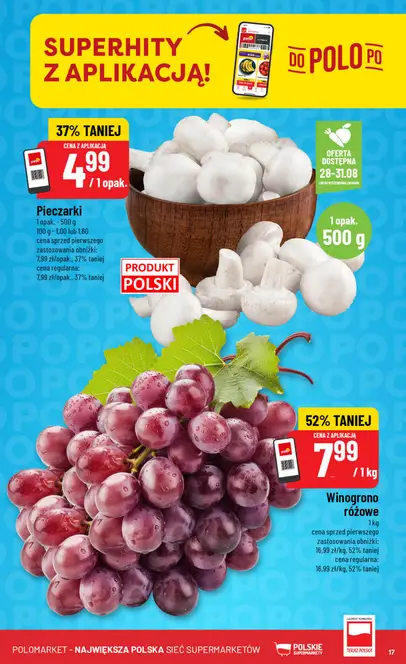 SUPERHITY
Z APLIKACJĄ!
DO POLO PO
37% TANIEJ
CENA Z APLIKACJĄ
4,99
/1 opak.
OFERTA
DOSTĘPNA
28-31.08
Pieczarki
1 opak. - 500 g
100 g - 1,00 lub 1,60
cena sprzed pierwszego
zastosowania obniżki:
7,99 zł/opak., 37% taniej
cena regularna:
7,99 zł/opak., 37% taniej
1 opak.
500 g
PRODUKT
POLSKI
52% TANIEJ
CENA Z APLIKACJĄ
7,99
/1 kg
Winogrono
różowe
1 kg
cena sprzed pierwszego
zastosowania obniżki:
16,99 zł/kg, 52% taniej
cena regularna:
16,99 zł/kg, 52% taniej
POLOMARKET - NAJWIĘKSZA POLSKA SIEĆ SUPERMARKETÓW
POLSKIE
SUPERMARKETY
17